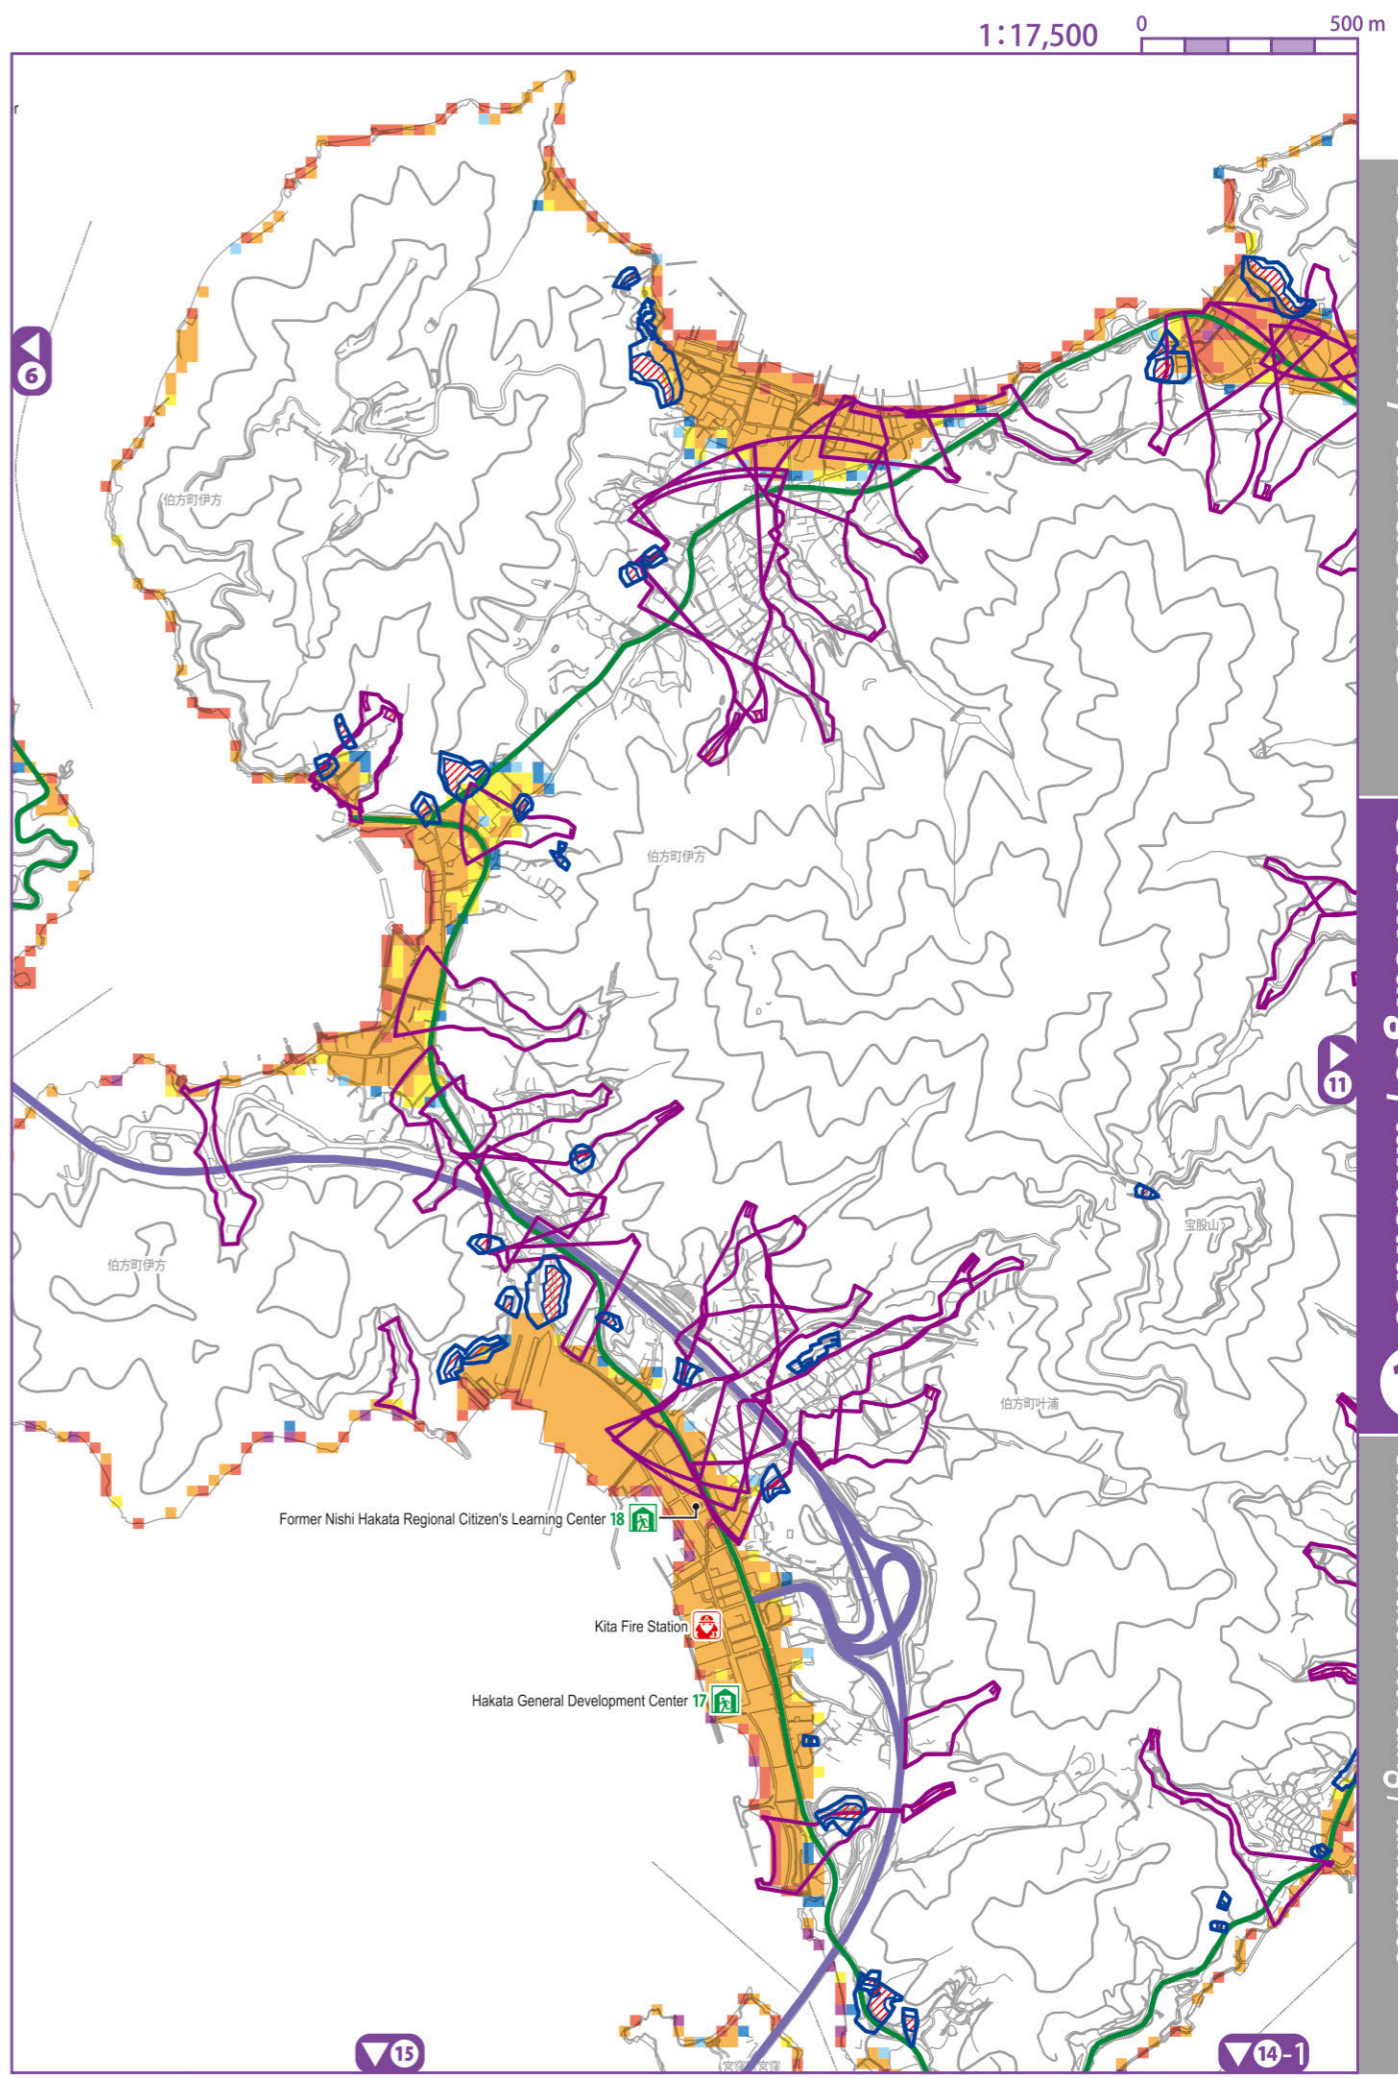 1:17,500
0 500 m
6
伯方町伊方
伯方町伊方
11
宝股山
伯方町伊方
伯方町叶浦
Former Nishi Hakata Regional Citizen's Learning Center 18
Kita Fire Station
Hakata General Development Center 17
15
14-1